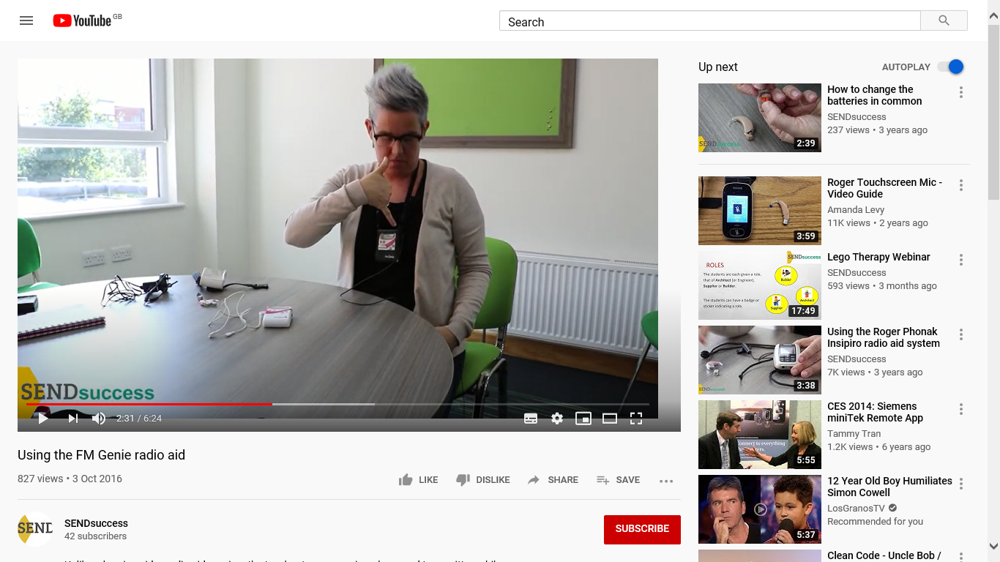 YouTube GB
Search
SENDsuccess
2:31 / 6:24
Using the FM Genie radio aid
827 views • 3 Oct 2016
LIKE
DISLIKE
SHARE
SAVE
SENDsuccess
42 subscribers
SUBSCRIBE
Up next
AUTOPLAY
How to change the
batteries in common
SENDsuccess
237 views • 3 years ago
2:39
Roger Touchscreen Mic -
Video Guide
Amanda Levy
11K views • 2 years ago
3:59
ROLES
SENDsuccess
The students are each given a role,
that of Architect (or Engineer),
Supplier or Builder.
The students can have a badge or
sticker indicating a role.
Builder
Architect
Supplier
17:49
Lego Therapy Webinar
SENDsuccess
593 views • 3 months ago
Using the Roger Phonak
Insipiro radio aid system
SENDsuccess
7K views • 3 years ago
3:38
CES 2014: Siemens
miniTek Remote App
Tammy Tran
1.2K views • 6 years ago
5:55
12 Year Old Boy Humiliates
Simon Cowell
LosGranosTV
Recommended for you
5:37
Clean Code - Uncle Bob /